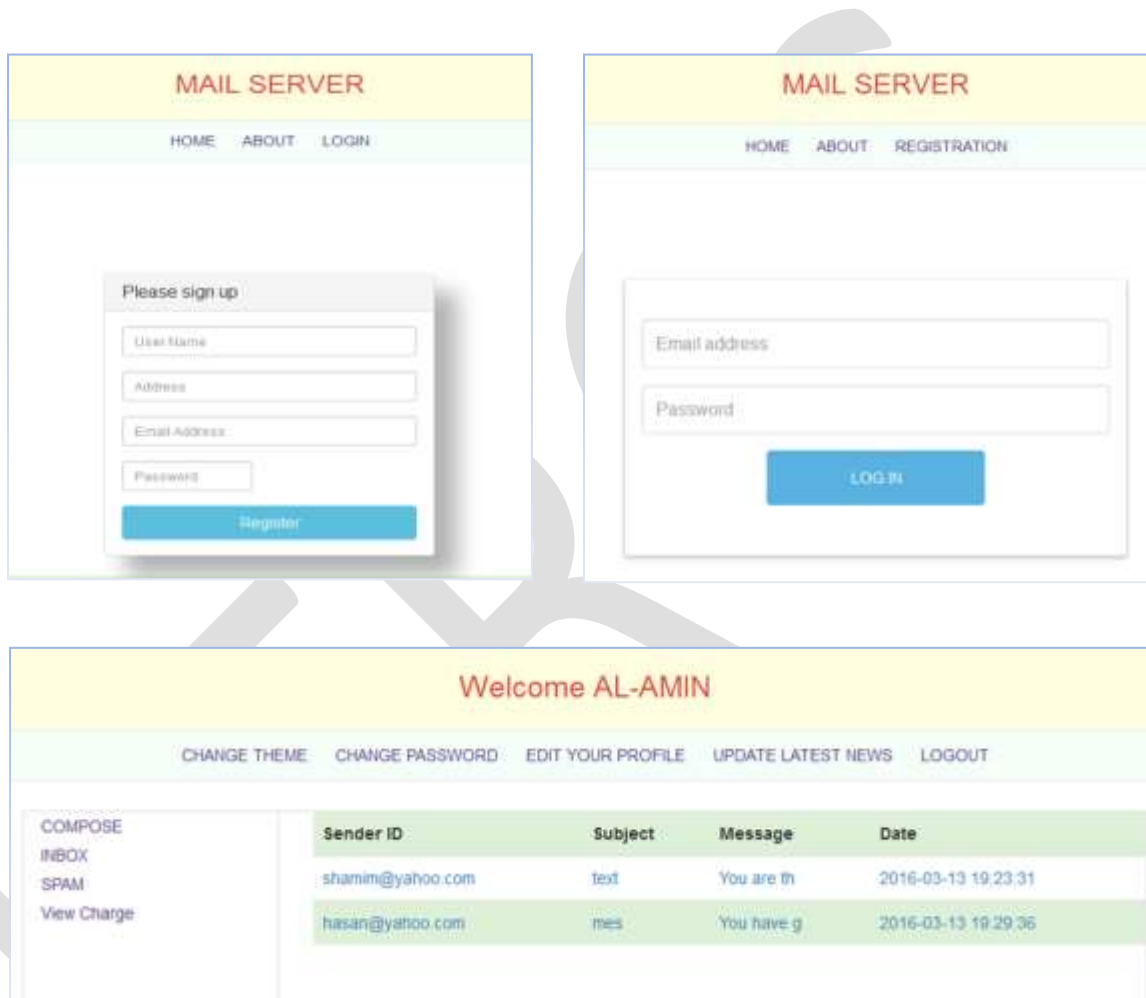 MAIL SERVER
HOME ABOUT LOGIN
Please sign up
User Name
Address
Email Address
Password
Register
MAIL SERVER
HOME ABOUT REGISTRATION
Email address
Password
LOG IN
Welcome AL-AMIN
CHANGE THEME CHANGE PASSWORD EDIT YOUR PROFILE UPDATE LATEST NEWS LOGOUT
COMPOSE
INBOX
SPAM
View Charge
Sender ID Subject Message Date
shamim@yahoo.com text You are th 2016-03-13 19:23:31
hasan@yahoo.com mes You have g 2016-03-13 19:29:36